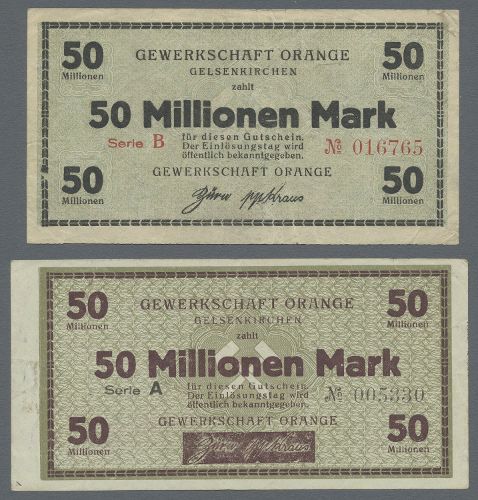 50 Millionen
GEWERKSCHAFT ORANGE
50 Millionen
GELSENKIRCHEN
zahlt
50 Millionen Mark
Serie B
für diesen Gutschein.
Der Einlösungstag wird
öffentlich bekanntgegeben.
№ 016765
50 Millionen
GEWERKSCHAFT ORANGE
50 Millionen
50 Millionen
GEWERKSCHAFT ORANGE
50 Millionen
GELSENKIRCHEN
zahlt
50 Millionen Mark
Serie A
für diesen Gutschein.
Der Einlösungstag wird
öffentlich bekanntgegeben.
№ 005330
50 Millionen
GEWERKSCHAFT ORANGE
50 Millionen